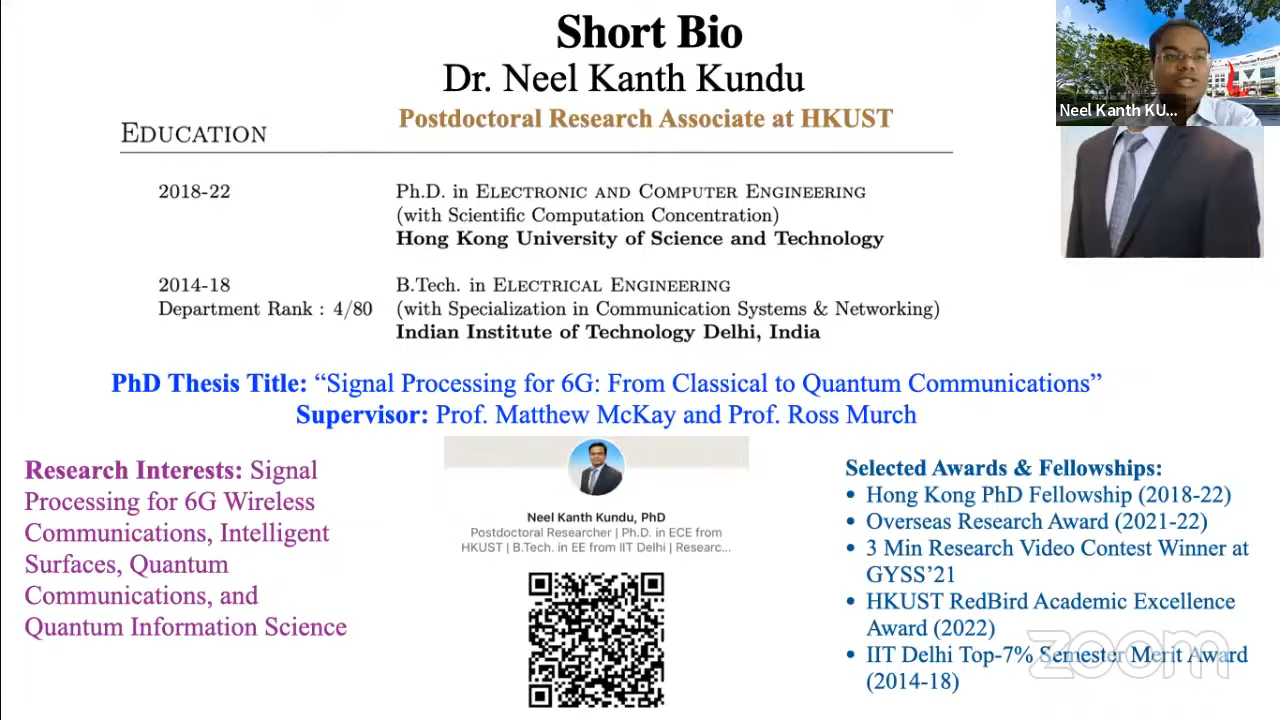 Short Bio
Dr. Neel Kanth Kundu
Postdoctoral Research Associate at HKUST
Neel Kanth KU...
EDUCATION
2018-22
Ph.D. in ELECTRONIC AND COMPUTER ENGINEERING
(with Scientific Computation Concentration)
Hong Kong University of Science and Technology
2014-18
Department Rank : 4/80
B.Tech. in ELECTRICAL ENGINEERING
(with Specialization in Communication Systems & Networking)
Indian Institute of Technology Delhi, India
PhD Thesis Title: “Signal Processing for 6G: From Classical to Quantum Communications”
Supervisor: Prof. Matthew McKay and Prof. Ross Murch
Research Interests: Signal
Processing for 6G Wireless
Communications, Intelligent
Surfaces, Quantum
Communications, and
Quantum Information Science
Neel Kanth Kundu, PhD
Postdoctoral Researcher | Ph.D. in ECE from
HKUST | B.Tech. in EE from IIT Delhi | Researc...
Selected Awards & Fellowships:
• Hong Kong PhD Fellowship (2018-22)
• Overseas Research Award (2021-22)
• 3 Min Research Video Contest Winner at
GYSS’21
• HKUST RedBird Academic Excellence
Award (2022)
• IIT Delhi Top-7% Semester Merit Award
(2014-18)
zoom